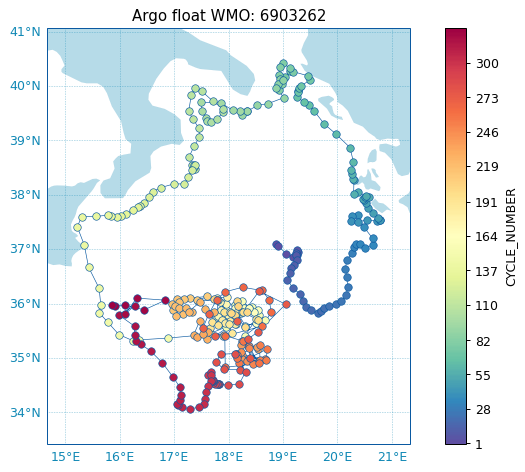 Argo float WMO: 6903262
41°N
40°N
39°N
38°N
37°N
36°N
35°N
34°N
15°E 16°E 17°E 18°E 19°E 20°E 21°E
300
273
246
219
191
164
137
110
82
55
28
1
CYCLE_NUMBER